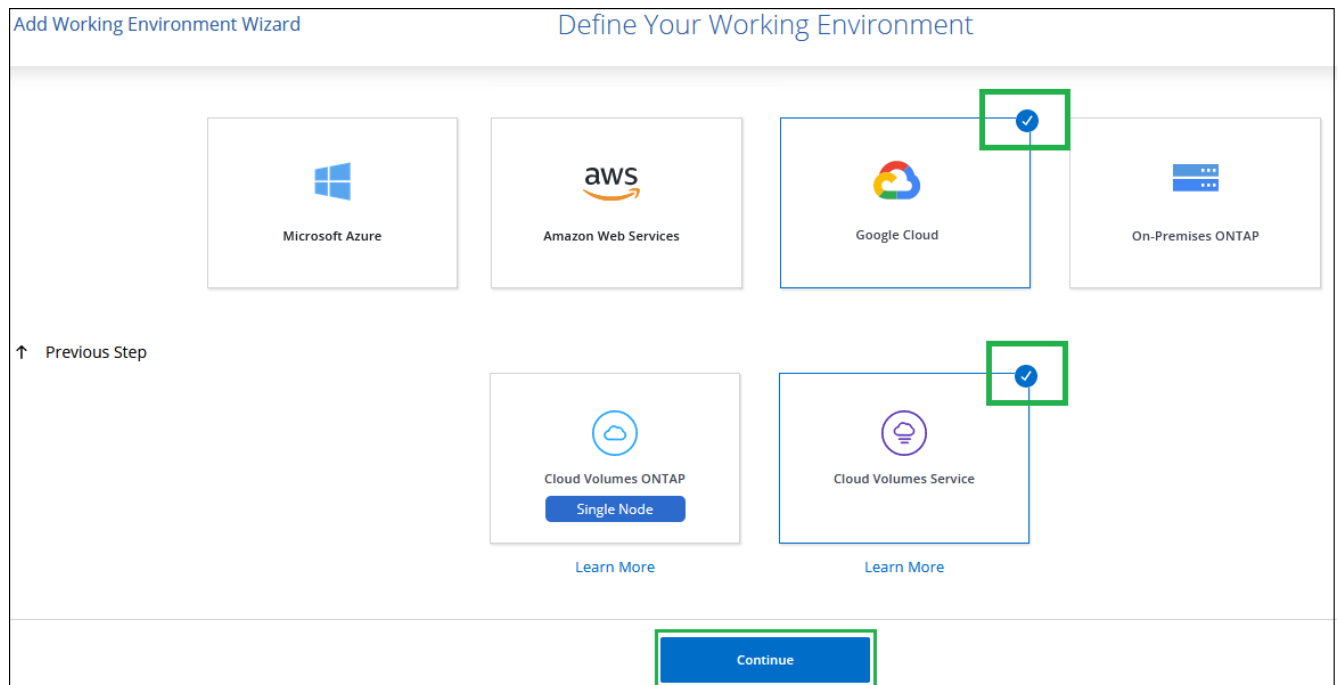 Add Working Environment Wizard
Define Your Working Environment
aws
Microsoft Azure
Amazon Web Services
Google Cloud
On-Premises ONTAP
↑ Previous Step
Cloud Volumes ONTAP
Single Node
Cloud Volumes Service
Learn More
Learn More
Continue